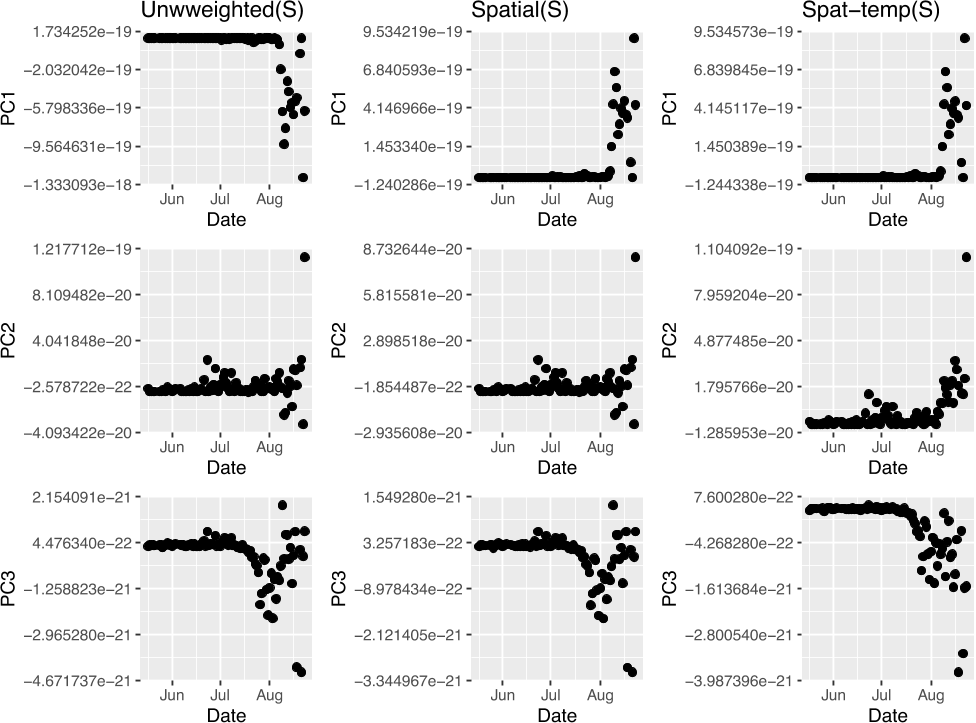 Unwweighted(S) Spatial(S) Spat−temp(S)
1.734252e−19
−2.032042e−19
−5.798336e−19
−9.564631e−19
−1.333093e−18
PC1
Jun Jul Aug
Date
9.534219e−19
6.840593e−19
4.146966e−19
1.453340e−19
−1.240286e−19
PC1
Jun Jul Aug
Date
9.534573e−19
6.839845e−19
4.145117e−19
1.450389e−19
−1.244338e−19
PC1
Jun Jul Aug
Date
1.217712e−19
8.109482e−20
4.041848e−20
−2.578722e−22
−4.093422e−20
PC2
Jun Jul Aug
Date
8.732644e−20
5.815581e−20
2.898518e−20
−1.854487e−22
−2.935608e−20
PC2
Jun Jul Aug
Date
1.104092e−19
7.959204e−20
4.877485e−20
1.795766e−20
−1.285953e−20
PC2
Jun Jul Aug
Date
2.154091e−21
4.476340e−22
−1.258823e−21
−2.965280e−21
−4.671737e−21
PC3
Jun Jul Aug
Date
1.549280e−21
3.257183e−22
−8.978434e−22
−2.121405e−21
−3.344967e−21
PC3
Jun Jul Aug
Date
7.600280e−22
−4.268280e−22
−1.613684e−21
−2.800540e−21
−3.987396e−21
PC3
Jun Jul Aug
Date